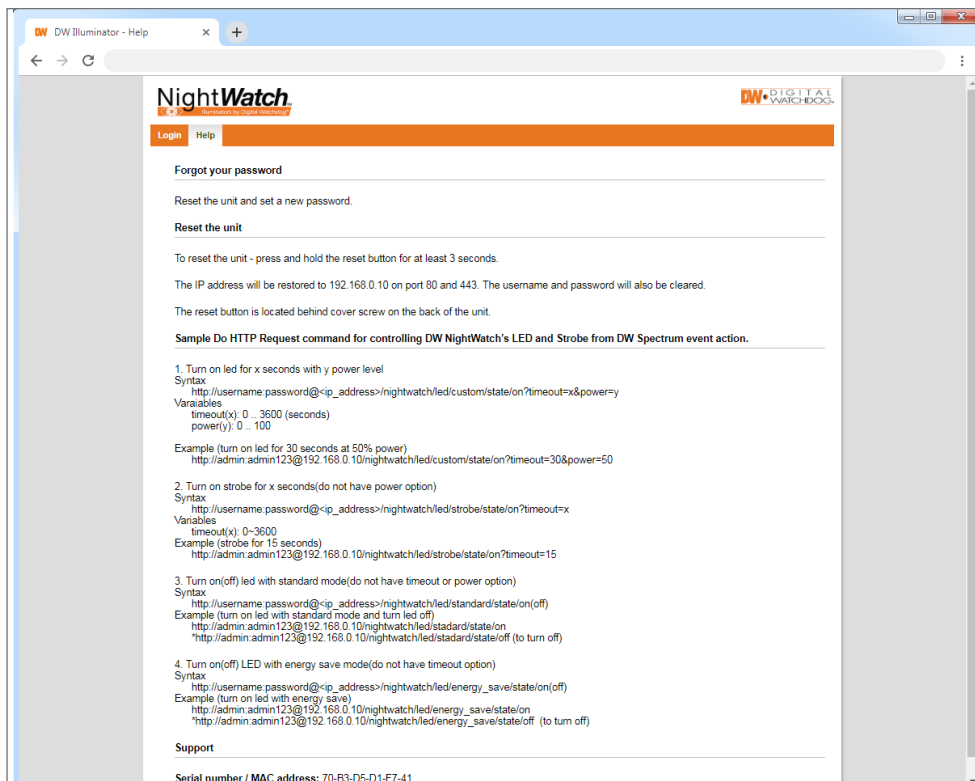 DW DW Illuminator - Help
NightWatch
Illuminators by Digital Watchdog
DW DIGITAL WATCHDOG
Login Help
Forgot your password
Reset the unit and set a new password.
Reset the unit
To reset the unit - press and hold the reset button for at least 3 seconds.
The IP address will be restored to 192.168.0.10 on port 80 and 443. The username and password will also be cleared.
The reset button is located behind cover screw on the back of the unit.
Sample Do HTTP Request command for controlling DW NightWatch's LED and Strobe from DW Spectrum event action.
1. Turn on led for x seconds with y power level
Syntax
http://username:password@<ip_address>/nightwatch/led/custom/state/on?timeout=x&power=y
Varaiables
timeout(x): 0 .. 3600 (seconds)
power(y): 0 .. 100
Example (turn on led for 30 seconds at 50% power)
http://admin:admin123@192.168.0.10/nightwatch/led/custom/state/on?timeout=30&power=50
2. Turn on strobe for x seconds(do not have power option)
Syntax
http://username:password@<ip_address>/nightwatch/led/strobe/state/on?timeout=x
Variables
timeout(x): 0~3600
Example (strobe for 15 seconds)
http://admin:admin123@192.168.0.10/nightwatch/led/strobe/state/on?timeout=15
3. Turn on(off) led with standard mode(do not have timeout or power option)
Syntax
http://username:password@<ip_address>/nightwatch/led/standard/state/on(off)
Example (turn on led with standard mode and turn led off)
http://admin:admin123@192.168.0.10/nightwatch/led/stadard/state/on
*http://admin:admin123@192.168.0.10/nightwatch/led/stadard/state/off (to turn off)
4. Turn on(off) LED with energy save mode(do not have timeout option)
Syntax
http://username:password@<ip_address>/nightwatch/led/energy_save/state/on(off)
Example (turn on led with energy save)
http://admin:admin123@192.168.0.10/nightwatch/led/energy_save/state/on
*http://admin:admin123@192.168.0.10/nightwatch/led/energy_save/state/off (to turn off)
Support
Serial number / MAC address: 70-B3-D5-D1-F7-41